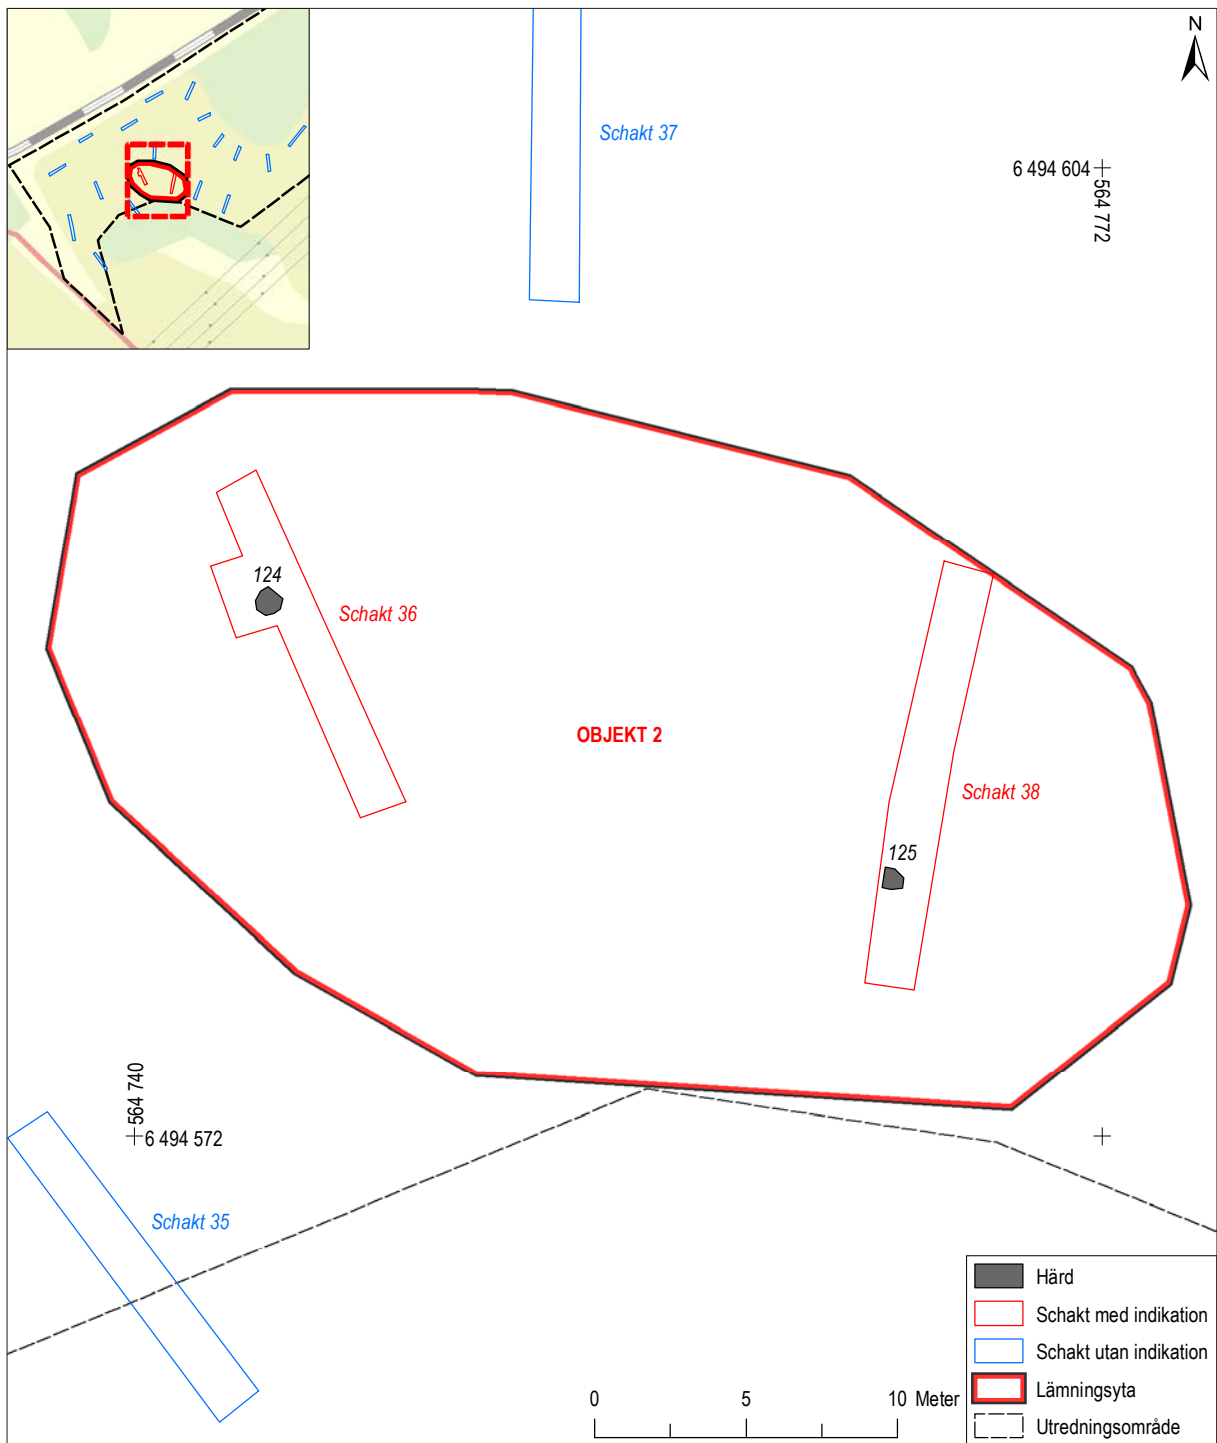 N
Schakt 37
6 494 604
564 772
124
Schakt 36
OBJEKT 2
Schakt 38
125
564 740
6 494 572
Schakt 35
Härd
Schakt med indikation
Schakt utan indikation
Lämningsyta
Utredningsområde
0 5 10 Meter